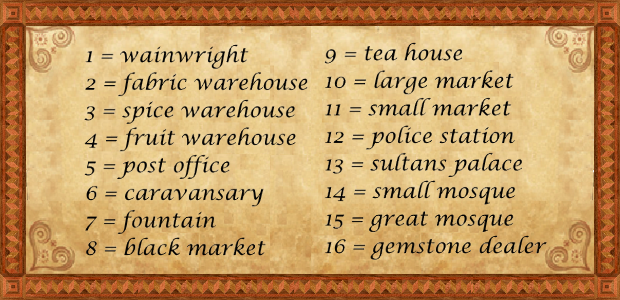 1 = wainwright
2 = fabric warehouse
3 = spice warehouse
4 = fruit warehouse
5 = post office
6 = caravansary
7 = fountain
8 = black market
9 = tea house
10 = large market
11 = small market
12 = police station
13 = sultans palace
14 = small mosque
15 = great mosque
16 = gemstone dealer